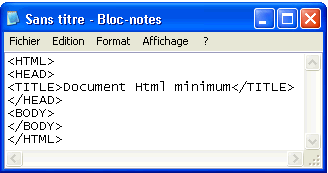 Sans titre - Bloc-notes
Fichier Edition Format Affichage ?
<HTML>
<HEAD>
<TITLE>Document Html minimum</TITLE>
</HEAD>
<BODY>
</BODY>
</HTML>